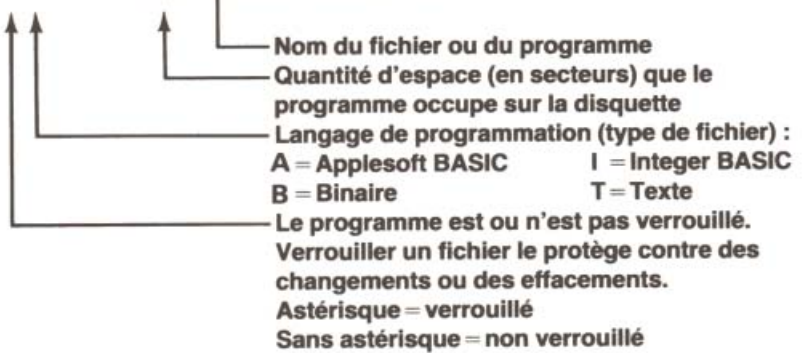 Nom du fichier ou du programme
Quantité d'espace (en secteurs) que le
programme occupe sur la disquette
Langage de programmation (type de fichier) :
A = Applesoft BASIC I = Integer BASIC
B = Binaire T = Texte
Le programme est ou n'est pas verrouillé.
Verrouiller un fichier le protège contre des
changements ou des effacements.
Astérisque = verrouillé
Sans astérisque = non verrouillé